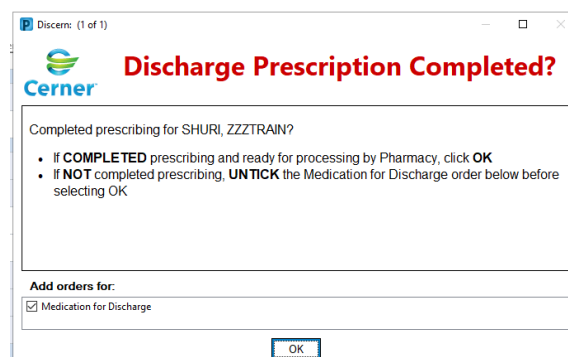 Discern: (1 of 1)
Cerner
Discharge Prescription Completed?
Completed prescribing for SHURI, ZZZTRAIN?
• If COMPLETED prescribing and ready for processing by Pharmacy, click OK
• If NOT completed prescribing, UNTICK the Medication for Discharge order below before
selecting OK
Add orders for:
Medication for Discharge
OK